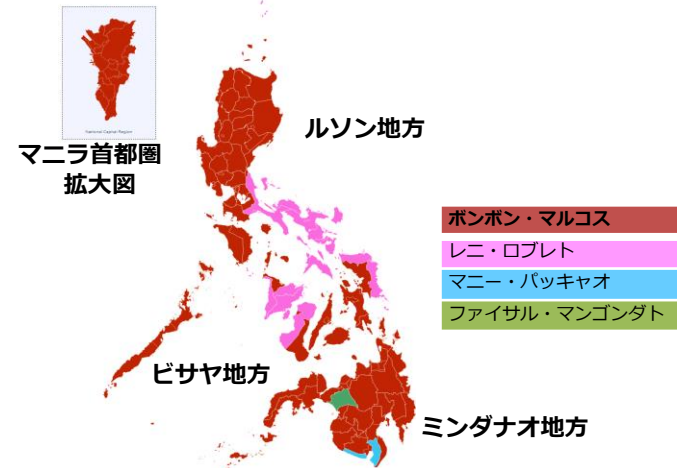 National Capital Region
マニラ首都圏
拡大図
ルソン地方
ボンボン・マルコス
レニ・ロブレト
マニー・パッキャオ
ファイサル・マンゴンダト
ビサヤ地方
ミンダナオ地方